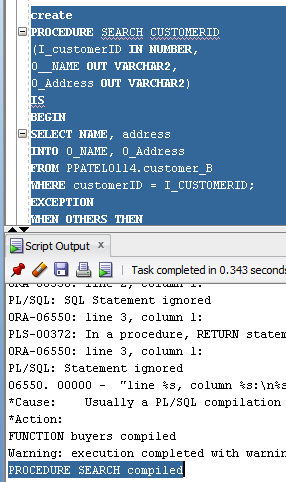 create
PROCEDURE SEARCH CUSTOMERID
(I_customerID IN NUMBER,
O__NAME OUT VARCHAR2,
O_Address OUT VARCHAR2)
IS
BEGIN
SELECT NAME, address
INTO O_NAME, O_Address
FROM PPATEL0114.customer_B
WHERE customerID = I_CUSTOMERID;
EXCEPTION
WHEN OTHERS THEN
Script Output x
Task completed in 0.343 seconds
ORA-06550: line 2, column 1:
PL/SQL: SQL Statement ignored
ORA-06550: line 3, column 1:
PLS-00372: In a procedure, RETURN statem
ORA-06550: line 3, column 1:
PL/SQL: Statement ignored
06550. 00000 - "line %s, column %s:\n%s
*Cause: Usually a PL/SQL compilation
*Action:
FUNCTION buyers compiled
Warning: execution completed with warnin
PROCEDURE SEARCH compiled